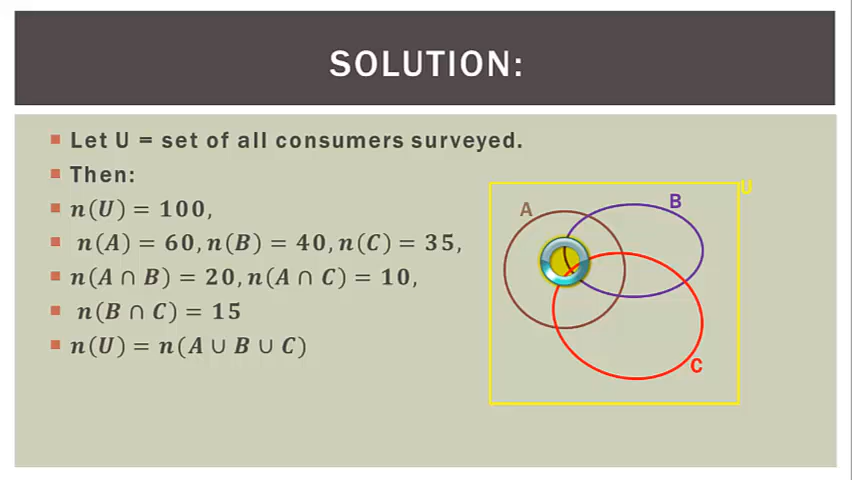 SOLUTION:
Let U = set of all consumers surveyed.
Then:
n(U) = 100,
n(A) = 60, n(B) = 40, n(C) = 35,
n(A ∩ B) = 20, n(A ∩ C) = 10,
n(B ∩ C) = 15
n(U) = n(A ∪ B ∪ C)
U
A
B
C